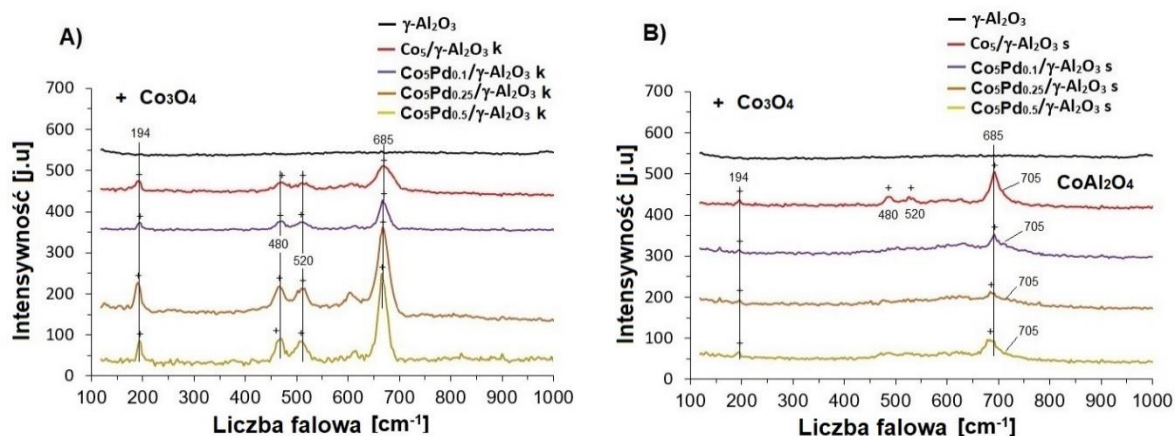 A)
γ-Al₂O₃
Co₅/γ-Al₂O₃ k
Co₅Pd₀.₁/γ-Al₂O₃ k
Co₅Pd₀.₂₅/γ-Al₂O₃ k
Co₅Pd₀.₅/γ-Al₂O₃ k
+ Co₃O₄
700
600
500
400
300
200
100
0
Intensywność [j.u]
194
480
520
685
100 200 300 400 500 600 700 800 900 1000
Liczba falowa [cm⁻¹]
B)
γ-Al₂O₃
Co₅/γ-Al₂O₃ s
Co₅Pd₀.₁/γ-Al₂O₃ s
Co₅Pd₀.₂₅/γ-Al₂O₃ s
Co₅Pd₀.₅/γ-Al₂O₃ s
+ Co₃O₄
700
600
500
400
300
200
100
0
Intensywność [j.u]
194
480 520
685
705 CoAl₂O₄
705
705
705
100 200 300 400 500 600 700 800 900 1000
Liczba falowa [cm⁻¹]